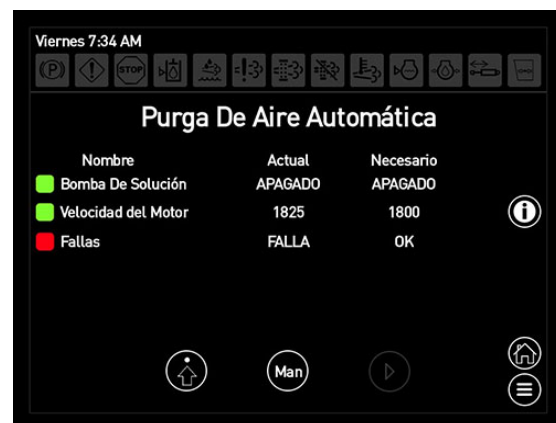 Viernes 7:34 AM
(P) STOP
Purga De Aire Automática
Nombre Actual Necesario
Bomba De Solución APAGADO APAGADO
Velocidad del Motor 1825 1800
Fallas FALLA OK
Man